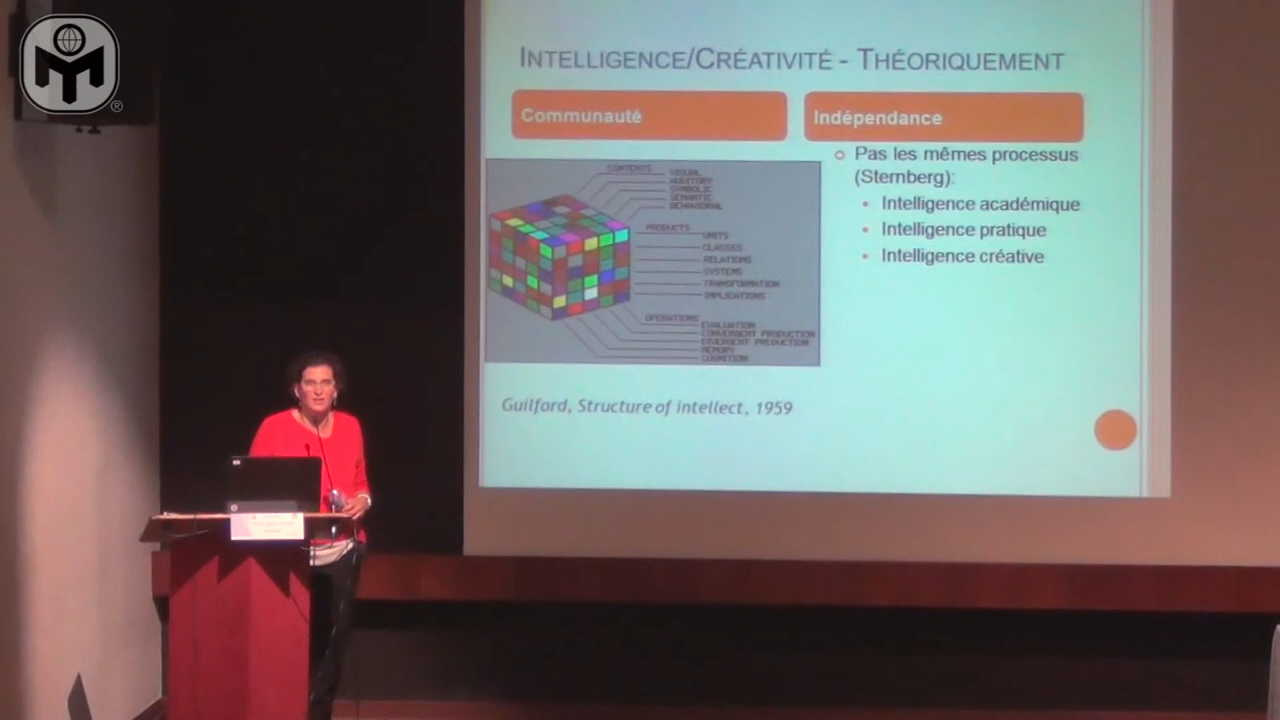 INTELLIGENCE/CRÉATIVITÉ - THÉORIQUEMENT
Communauté
Indépendance
CONTENTS
VISUAL
AUDITORY
SYMBOLIC
SEMANTIC
BEHAVIORAL
PRODUCTS
UNITS
CLASSES
RELATIONS
SYSTEMS
TRANSFORMATION
IMPLICATIONS
OPERATIONS
EVALUATION
CONVERGENT PRODUCTION
DIVERGENT PRODUCTION
MEMORY
COGNITION
Guilford, Structure of intellect, 1959
Pas les mêmes processus
(Sternberg):
Intelligence académique
Intelligence pratique
Intelligence créative
®